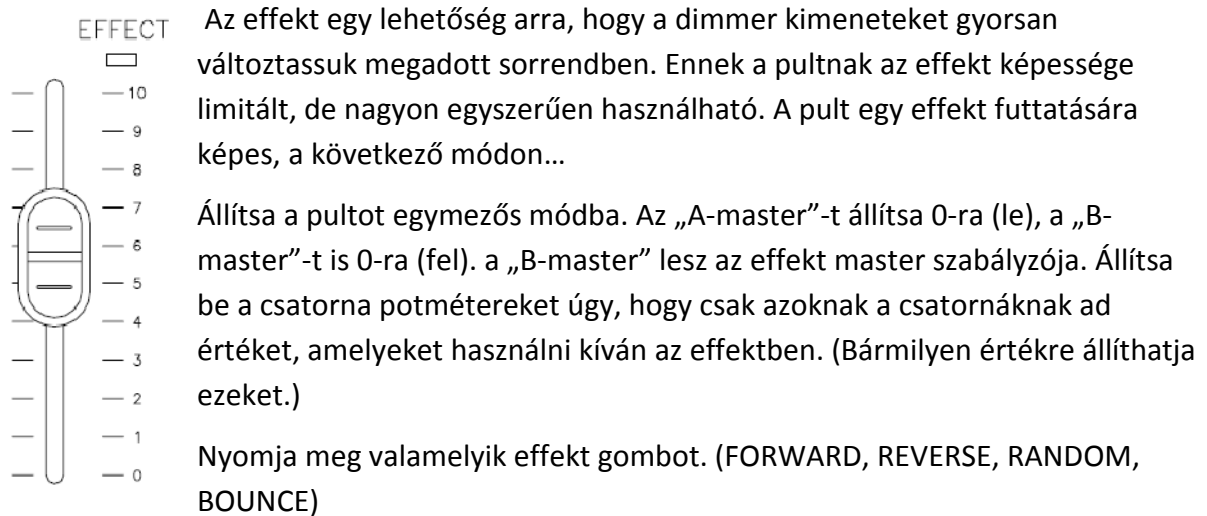 EFFECT
10
9
8
7
6
5
4
3
2
1
0
Az effekt egy lehetőség arra, hogy a dimmer kimeneteket gyorsan
változtassuk megadott sorrendben. Ennek a pultnak az effekt képessége
limitált, de nagyon egyszerűen használható. A pult egy effekt futtatására
képes, a következő módon…
Állítsa a pultot egymezős módba. Az „A-master”-t állítsa 0-ra (le), a „B-
master”-t is 0-ra (fel). a „B-master” lesz az effekt master szabályzója. Állítsa
be a csatorna potmétereket úgy, hogy csak azoknak a csatornáknak ad
értéket, amelyeket használni kíván az effektben. (Bármilyen értékre állíthatja
ezeket.)
Nyomja meg valamelyik effekt gombot. (FORWARD, REVERSE, RANDOM,
BOUNCE)